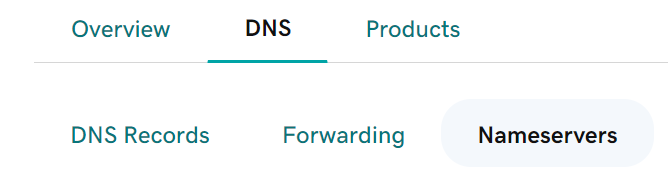 Overview DNS Products
DNS Records Forwarding Nameservers